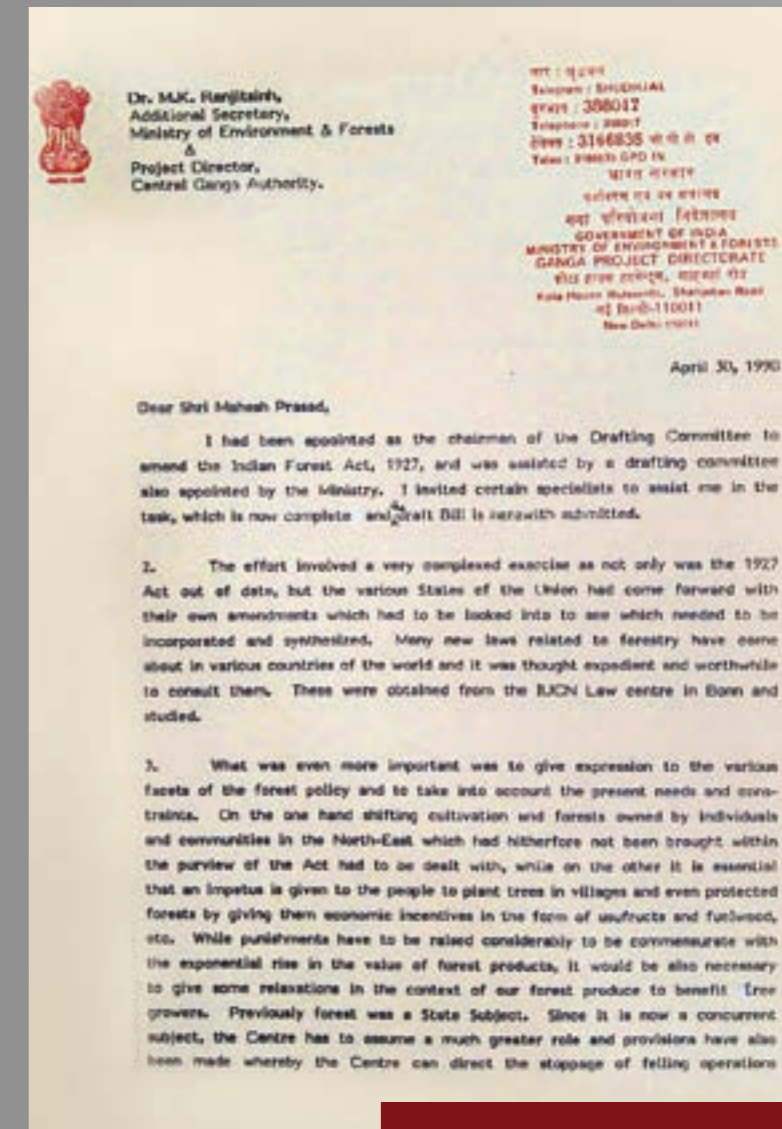 Dr. M.K. Ranjitsinh,
Additional Secretary,
Ministry of Environment & Forests
&
Project Director,
Central Ganga Authority.
388017
3166835
भारत सरकार
GOVERNMENT OF INDIA
MINISTRY OF ENVIRONMENT & FORESTS
GANGA PROJECT DIRECTORATE
नई दिल्ली-110011
New Delhi
April 30, 1990
Dear Shri Mahesh Prasad,
I had been appointed as the chairman of the Drafting Committee to
amend the Indian Forest Act, 1927, and was assisted by a drafting committee
also appointed by the Ministry. I invited certain specialists to assist me in the
task, which is now complete and draft Bill is herewith submitted.
2. The effort involved a very complexed exercise as not only was the 1927
Act out of date, but the various States of the Union had come forward with
their own amendments which had to be looked into to see which needed to be
incorporated and synthesized. Many new laws related to forestry have come
about in various countries of the world and it was thought expedient and worthwhile
to consult them. These were obtained from the IUCN Law centre in Bonn and
studied.
3. What was even more important was to give expression to the various
facets of the forest policy and to take into account the present needs and cons-
traints. On the one hand shifting cultivation and forests owned by individuals
and communities in the North-East which had hitherfore not been brought within
the purview of the Act had to be dealt with, while on the other it is essential
that an impetus is given to the people to plant trees in villages and even protected
forests by giving them economic incentives in the form of usufructs and fuelwood,
etc. While punishments have to be raised considerably to be commensurate with
the exponential rise in the value of forest products, it would be also necessary
to give some relaxations in the context of our forest produce to benefit tree
growers. Previously forest was a State Subject. Since it is now a concurrent
subject, the Centre has to assume a much greater role and provisions have also
been made whereby the Centre can direct the stoppage of felling operations